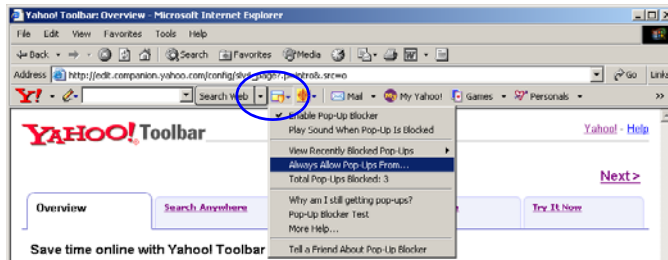 Yahoo! Toolbar: Overview - Microsoft Internet Explorer
File Edit View Favorites Tools Help
Back Search Favorites Media
Address http://edit.companion.yahoo.com/config/slv4_page?.p=intro&.src=wo Go Links
Y! Search Web Mail My Yahoo! Games Personals »
Enable Pop-Up Blocker
Play Sound When Pop-Up Is Blocked
YAHOO! Toolbar Yahoo! - Help
View Recently Blocked Pop-Ups
Always Allow Pop-Ups From...
Total Pop-Ups Blocked: 3
Next >
Why am I still getting pop-ups?
Overview Search Anywhere Try It Now
Pop-Up Blocker Test
More Help...
Save time online with Yahoo! Toolbar
Tell a Friend About Pop-Up Blocker